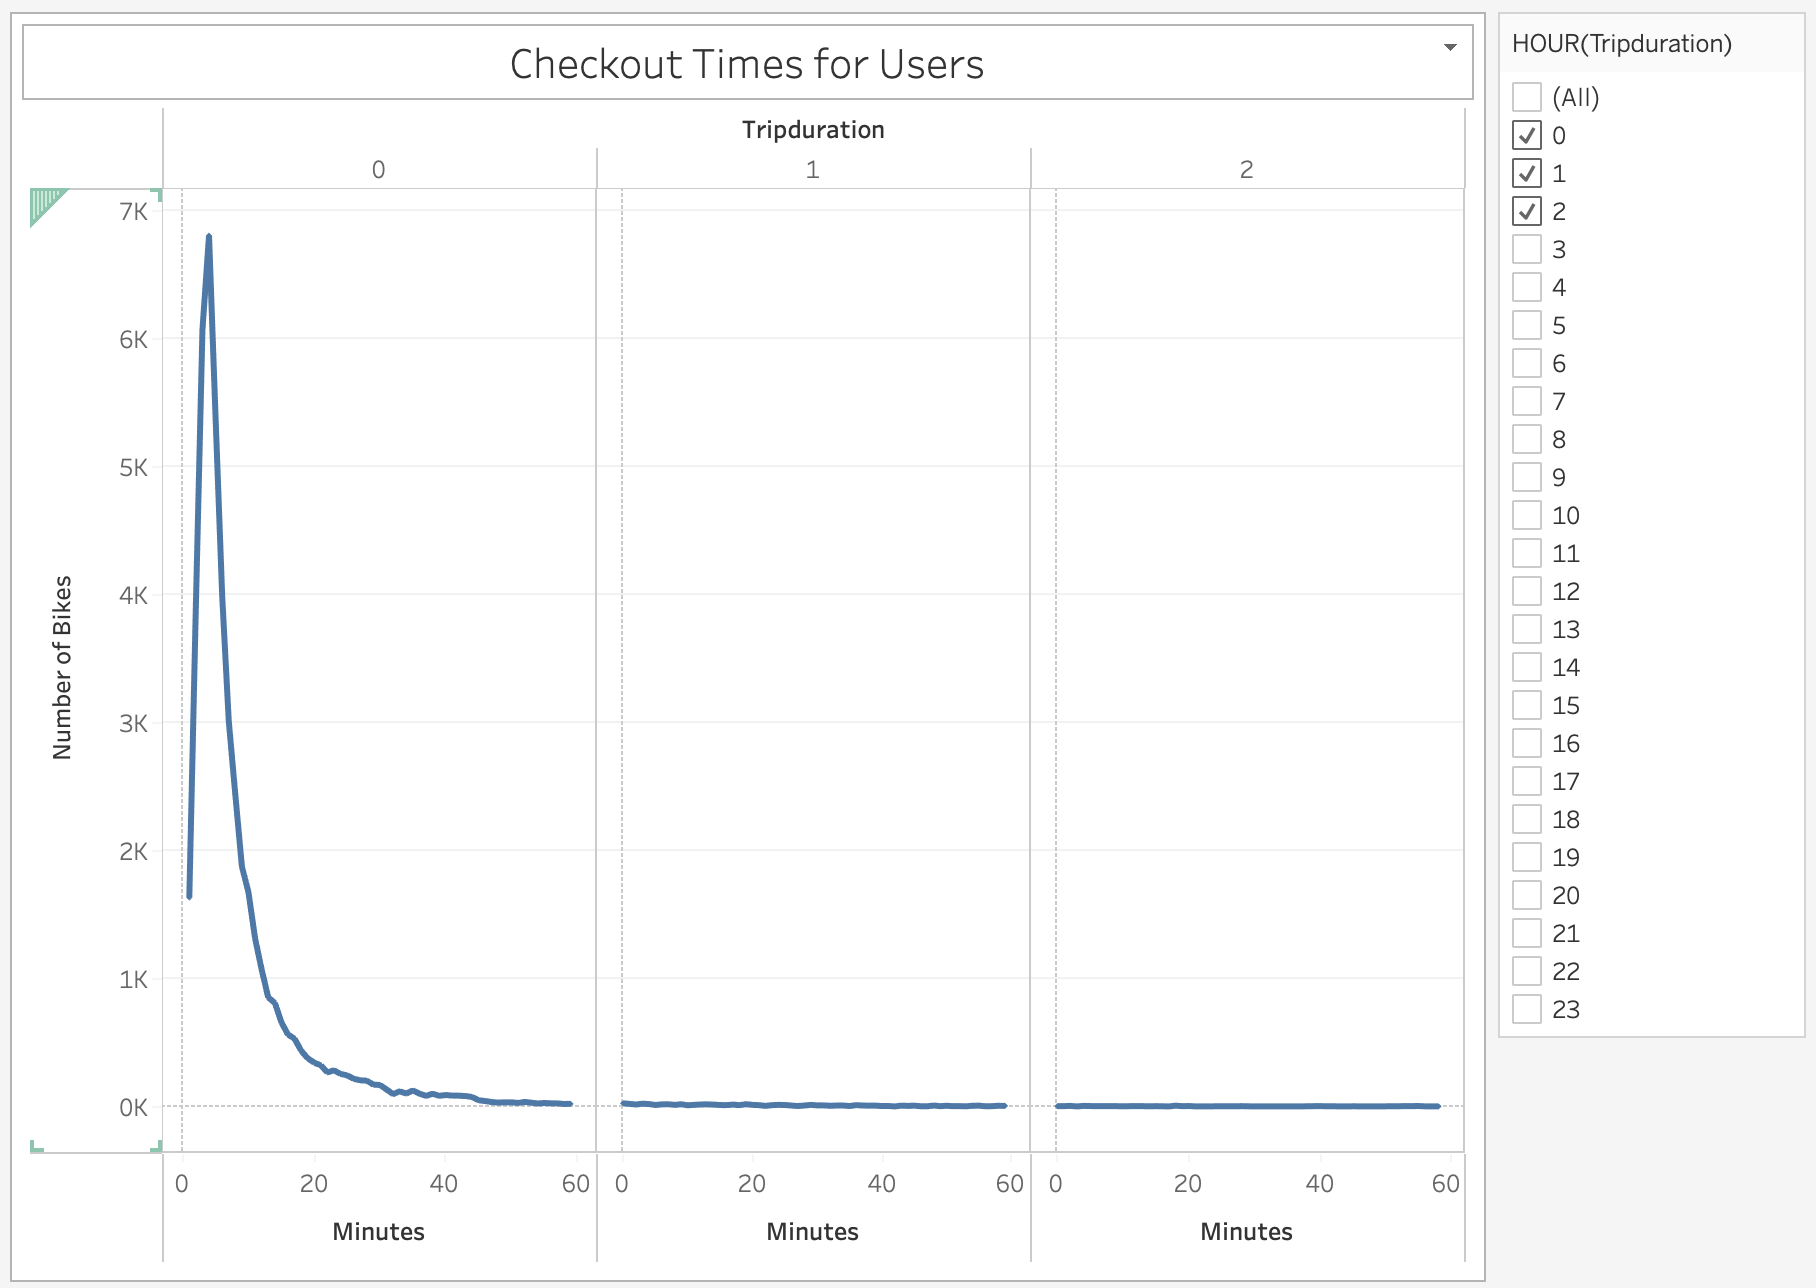 Checkout Times for Users
Tripduration
0 1 2
7K
6K
5K
4K
3K
2K
1K
0K
Number of Bikes
0 20 40 60 0 20 40 60 0 20 40 60
Minutes Minutes Minutes
HOUR(Tripduration)
(All)
0
1
2
3
4
5
6
7
8
9
10
11
12
13
14
15
16
17
18
19
20
21
22
23